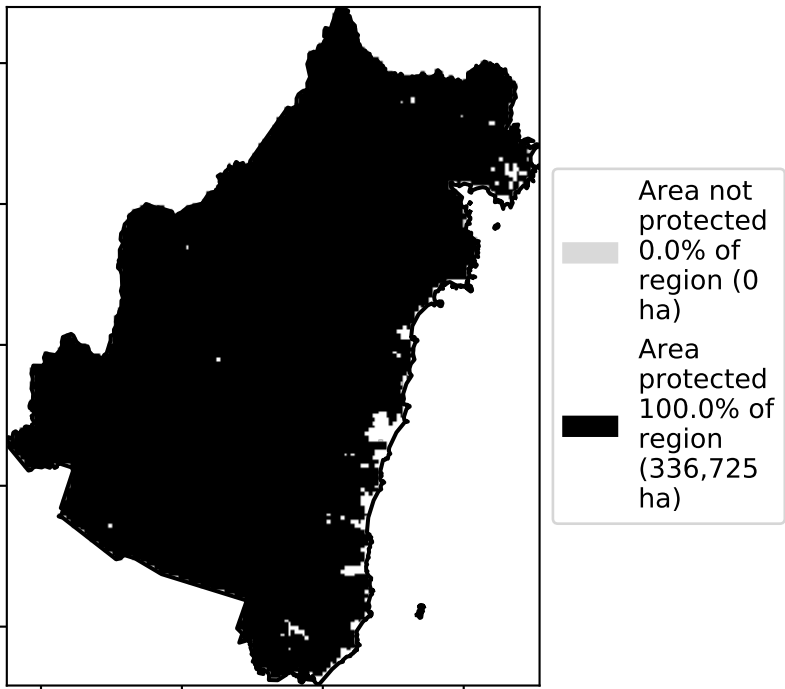 Area not
protected
0.0% of
region (0
ha)
Area
protected
100.0% of
region
(336,725
ha)